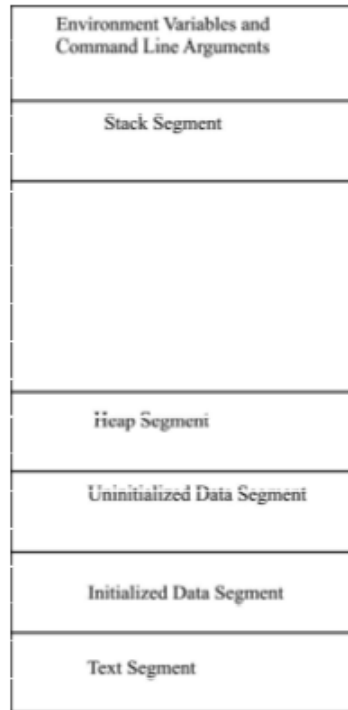 Environment Variables and
Command Line Arguments
Stack Segment
Heap Segment
Uninitialized Data Segment
Initialized Data Segment
Text Segment